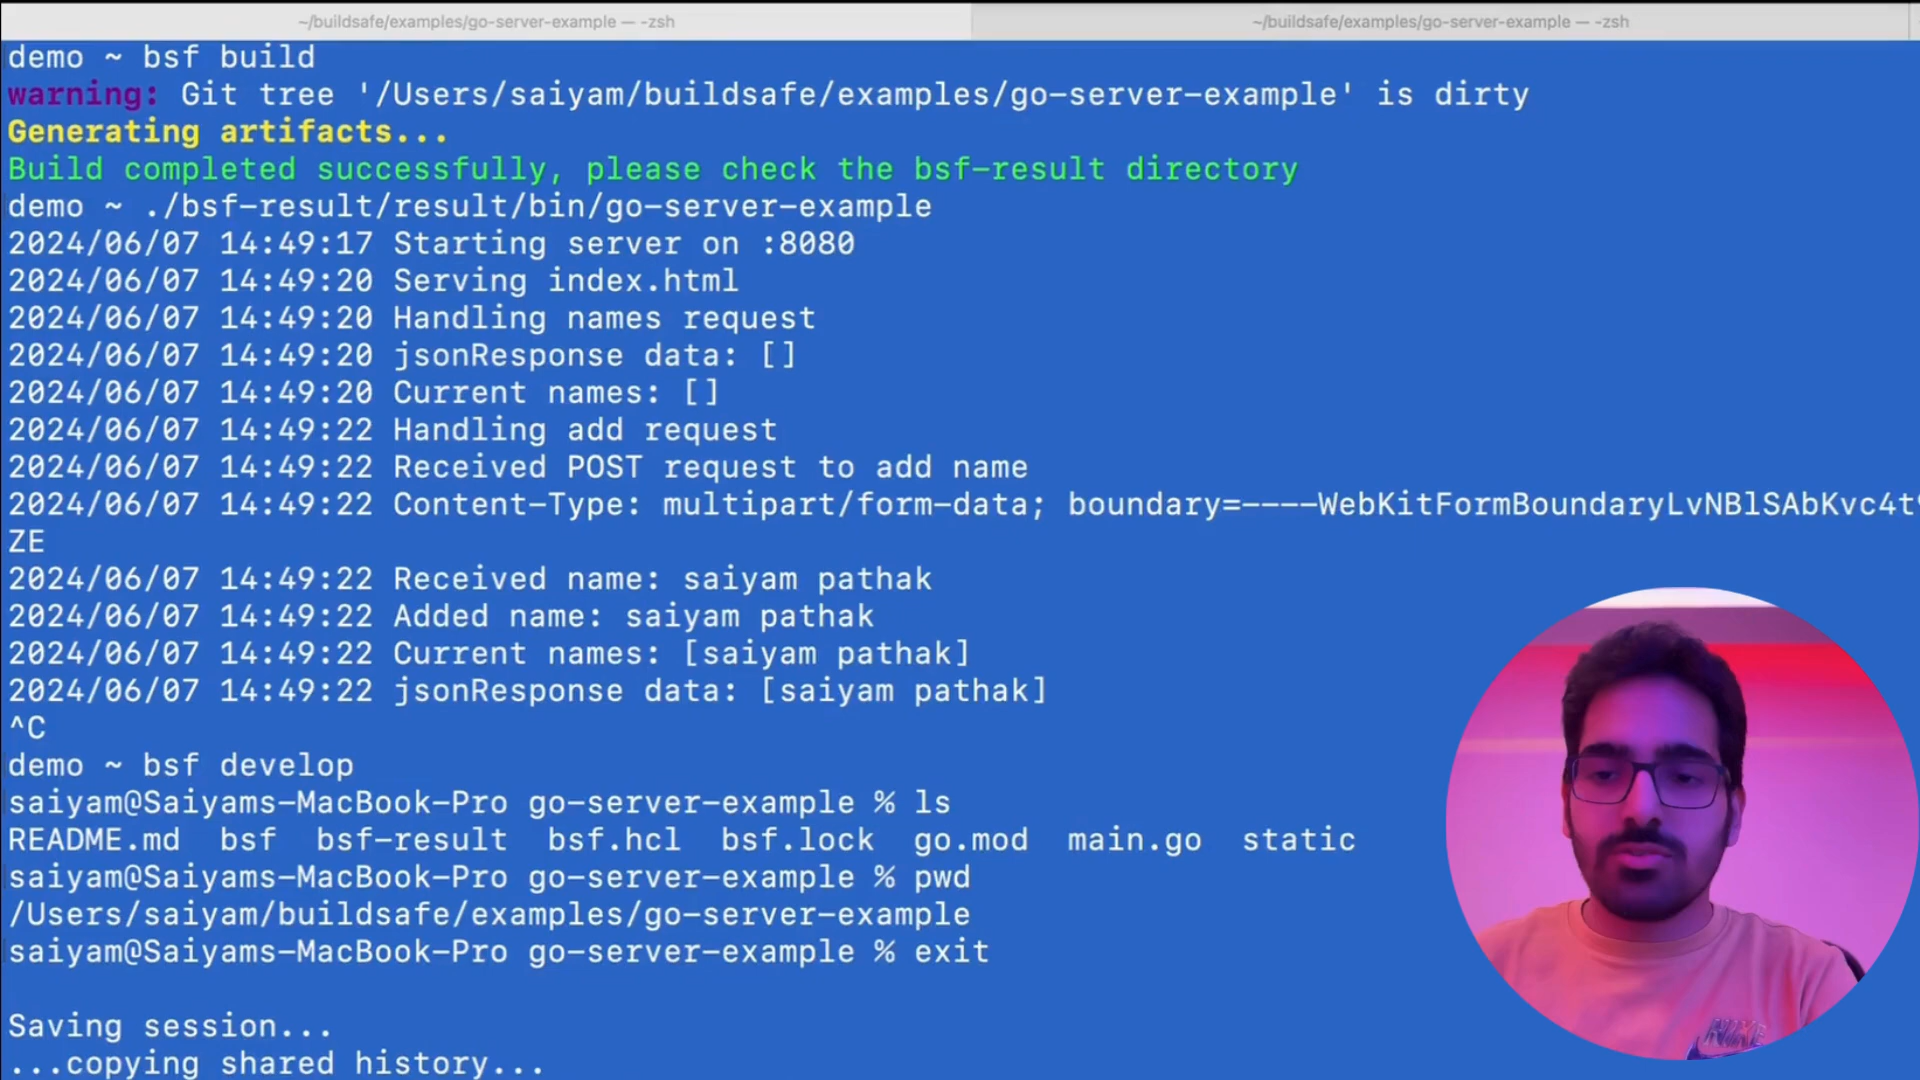 ~/buildsafe/examples/go-server-example — -zsh
~/buildsafe/examples/go-server-example — -zsh
demo ~ bsf build
warning: Git tree '/Users/saiyam/buildsafe/examples/go-server-example' is dirty
Generating artifacts...
Build completed successfully, please check the bsf-result directory
demo ~ ./bsf-result/result/bin/go-server-example
2024/06/07 14:49:17 Starting server on :8080
2024/06/07 14:49:20 Serving index.html
2024/06/07 14:49:20 Handling names request
2024/06/07 14:49:20 jsonResponse data: []
2024/06/07 14:49:20 Current names: []
2024/06/07 14:49:22 Handling add request
2024/06/07 14:49:22 Received POST request to add name
2024/06/07 14:49:22 Content-Type: multipart/form-data; boundary=----WebKitFormBoundaryLvNBlSAbKvc4t
ZE
2024/06/07 14:49:22 Received name: saiyam pathak
2024/06/07 14:49:22 Added name: saiyam pathak
2024/06/07 14:49:22 Current names: [saiyam pathak]
2024/06/07 14:49:22 jsonResponse data: [saiyam pathak]
^C
demo ~ bsf develop
saiyam@Saiyams-MacBook-Pro go-server-example % ls
README.md bsf bsf-result bsf.hcl bsf.lock go.mod main.go static
saiyam@Saiyams-MacBook-Pro go-server-example % pwd
/Users/saiyam/buildsafe/examples/go-server-example
saiyam@Saiyams-MacBook-Pro go-server-example % exit
Saving session...
...copying shared history...
NIKE